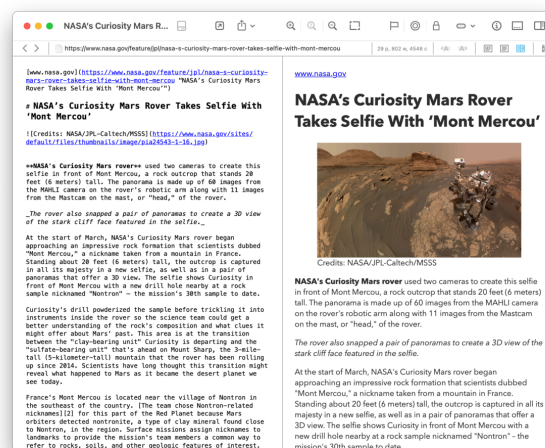 NASA's Curiosity Mars R...
https://www.nasa.gov/feature/jpl/nasa-s-curiosity-mars-rover-takes-selfie-with-mont-mercou
29 p, 802 w, 4548 c
[www.nasa.gov](https://www.nasa.gov/feature/jpl/nasa-s-curiosity-
mars-rover-takes-selfie-with-mont-mercou "NASA's Curiosity Mars
Rover Takes Selfie With 'Mont Mercou'")
# NASA's Curiosity Mars Rover Takes Selfie With
'Mont Mercou'
![Credits: NASA/JPL-Caltech/MSSS](https://www.nasa.gov/sites/
default/files/thumbnails/image/pia24543-1-16.jpg)
**NASA's Curiosity Mars rover** used two cameras to create this
selfie in front of Mont Mercou, a rock outcrop that stands 20
feet (6 meters) tall. The panorama is made up of 60 images from
the MAHLI camera on the rover's robotic arm along with 11 images
from the Mastcam on the mast, or "head," of the rover.
_The rover also snapped a pair of panoramas to create a 3D view
of the stark cliff face featured in the selfie._
At the start of March, NASA's Curiosity Mars rover began
approaching an impressive rock formation that scientists dubbed
"Mont Mercou," a nickname taken from a mountain in France.
Standing about 20 feet (6 meters) tall, the outcrop is captured
in all its majesty in a new selfie, as well as in a pair of
panoramas that offer a 3D view. The selfie shows Curiosity in
front of Mont Mercou with a new drill hole nearby at a rock
sample nicknamed "Nontron" – the mission's 30th sample to date.
Curiosity's drill powderized the sample before trickling it into
instruments inside the rover so the science team could get a
better understanding of the rock's composition and what clues it
might offer about Mars' past. This area is at the transition
between the "clay-bearing unit" Curiosity is departing and the
"sulfate-bearing unit" that's ahead on Mount Sharp, the 3-mile-
tall (5-kilometer-tall) mountain that the rover has been rolling
up since 2014. Scientists have long thought this transition might
reveal what happened to Mars as it became the desert planet we
see today.
France's Mont Mercou is located near the village of Nontron in
the southeast of the country. [The team chose Nontron-related
nicknames][2] for this part of the Red Planet because Mars
orbiters detected nontronite, a type of clay mineral found close
to Nontron, in the region. Surface missions assign nicknames to
landmarks to provide the mission's team members a common way to
refer to rocks, soils, and other geologic features of interest.
www.nasa.gov
NASA's Curiosity Mars Rover
Takes Selfie With 'Mont Mercou'
Credits: NASA/JPL-Caltech/MSSS
NASA's Curiosity Mars rover used two cameras to create this selfie
in front of Mont Mercou, a rock outcrop that stands 20 feet (6 meters)
tall. The panorama is made up of 60 images from the MAHLI camera
on the rover's robotic arm along with 11 images from the Mastcam
on the mast, or "head," of the rover.
The rover also snapped a pair of panoramas to create a 3D view of the
stark cliff face featured in the selfie.
At the start of March, NASA's Curiosity Mars rover began
approaching an impressive rock formation that scientists dubbed
"Mont Mercou," a nickname taken from a mountain in France.
Standing about 20 feet (6 meters) tall, the outcrop is captured in all its
majesty in a new selfie, as well as in a pair of panoramas that offer a
3D view. The selfie shows Curiosity in front of Mont Mercou with a
new drill hole nearby at a rock sample nicknamed "Nontron" – the
mission's 30th sample to date.